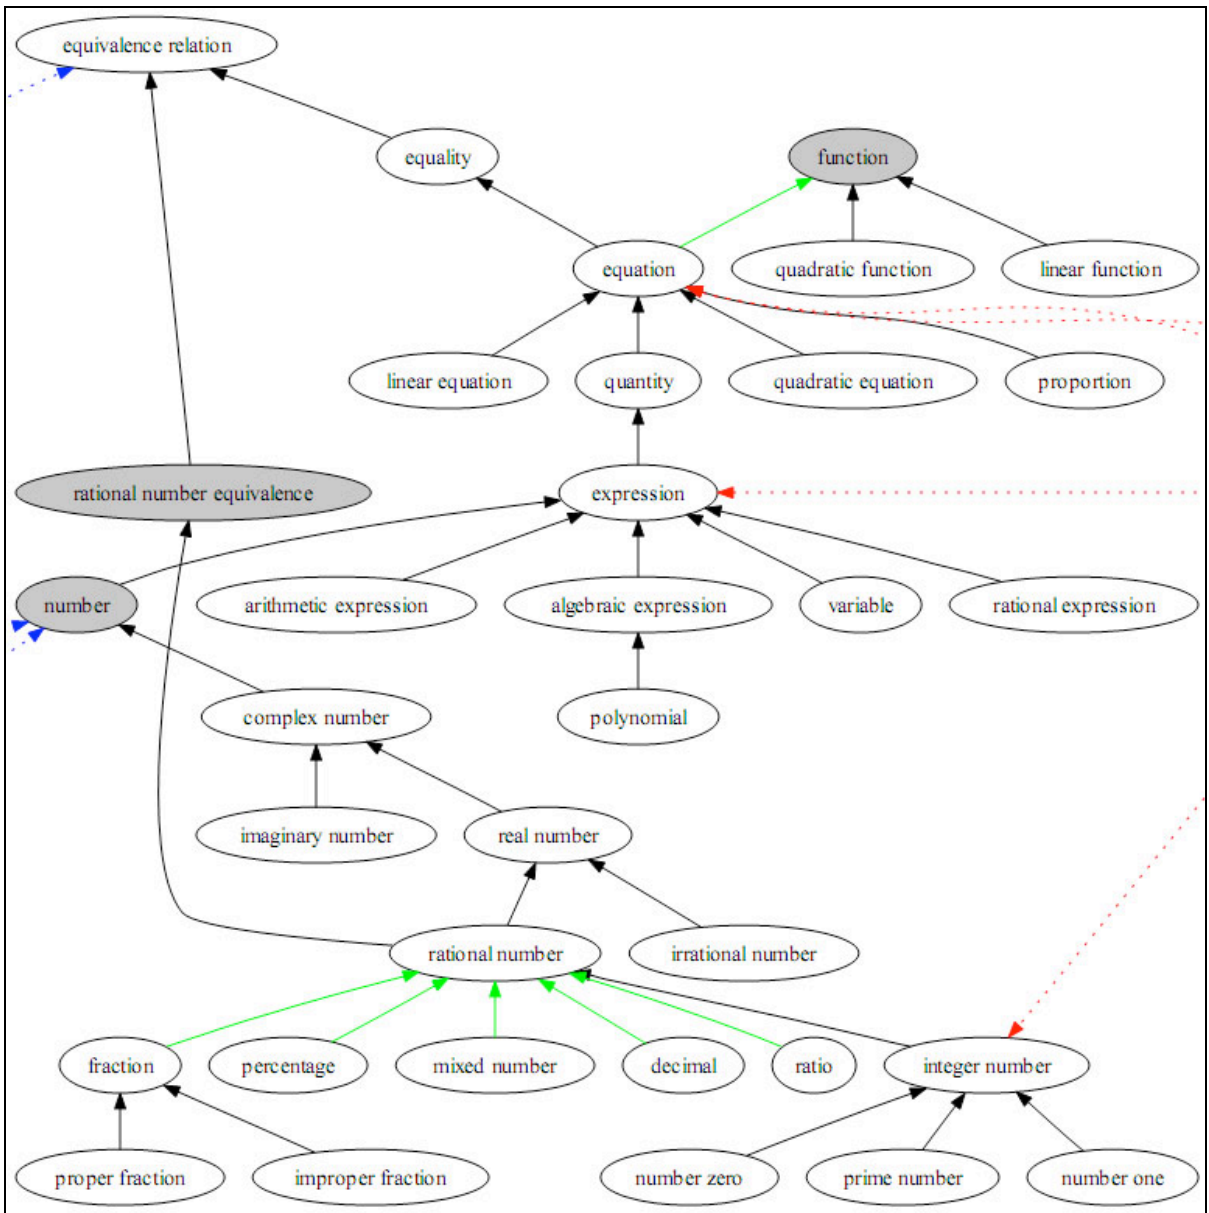 equivalence relation
equality
function
equation
quadratic function
linear function
linear equation
quantity
quadratic equation
proportion
rational number equivalence
expression
number
arithmetic expression
algebraic expression
variable
rational expression
complex number
polynomial
imaginary number
real number
rational number
irrational number
fraction
percentage
mixed number
decimal
ratio
integer number
proper fraction
improper fraction
number zero
prime number
number one